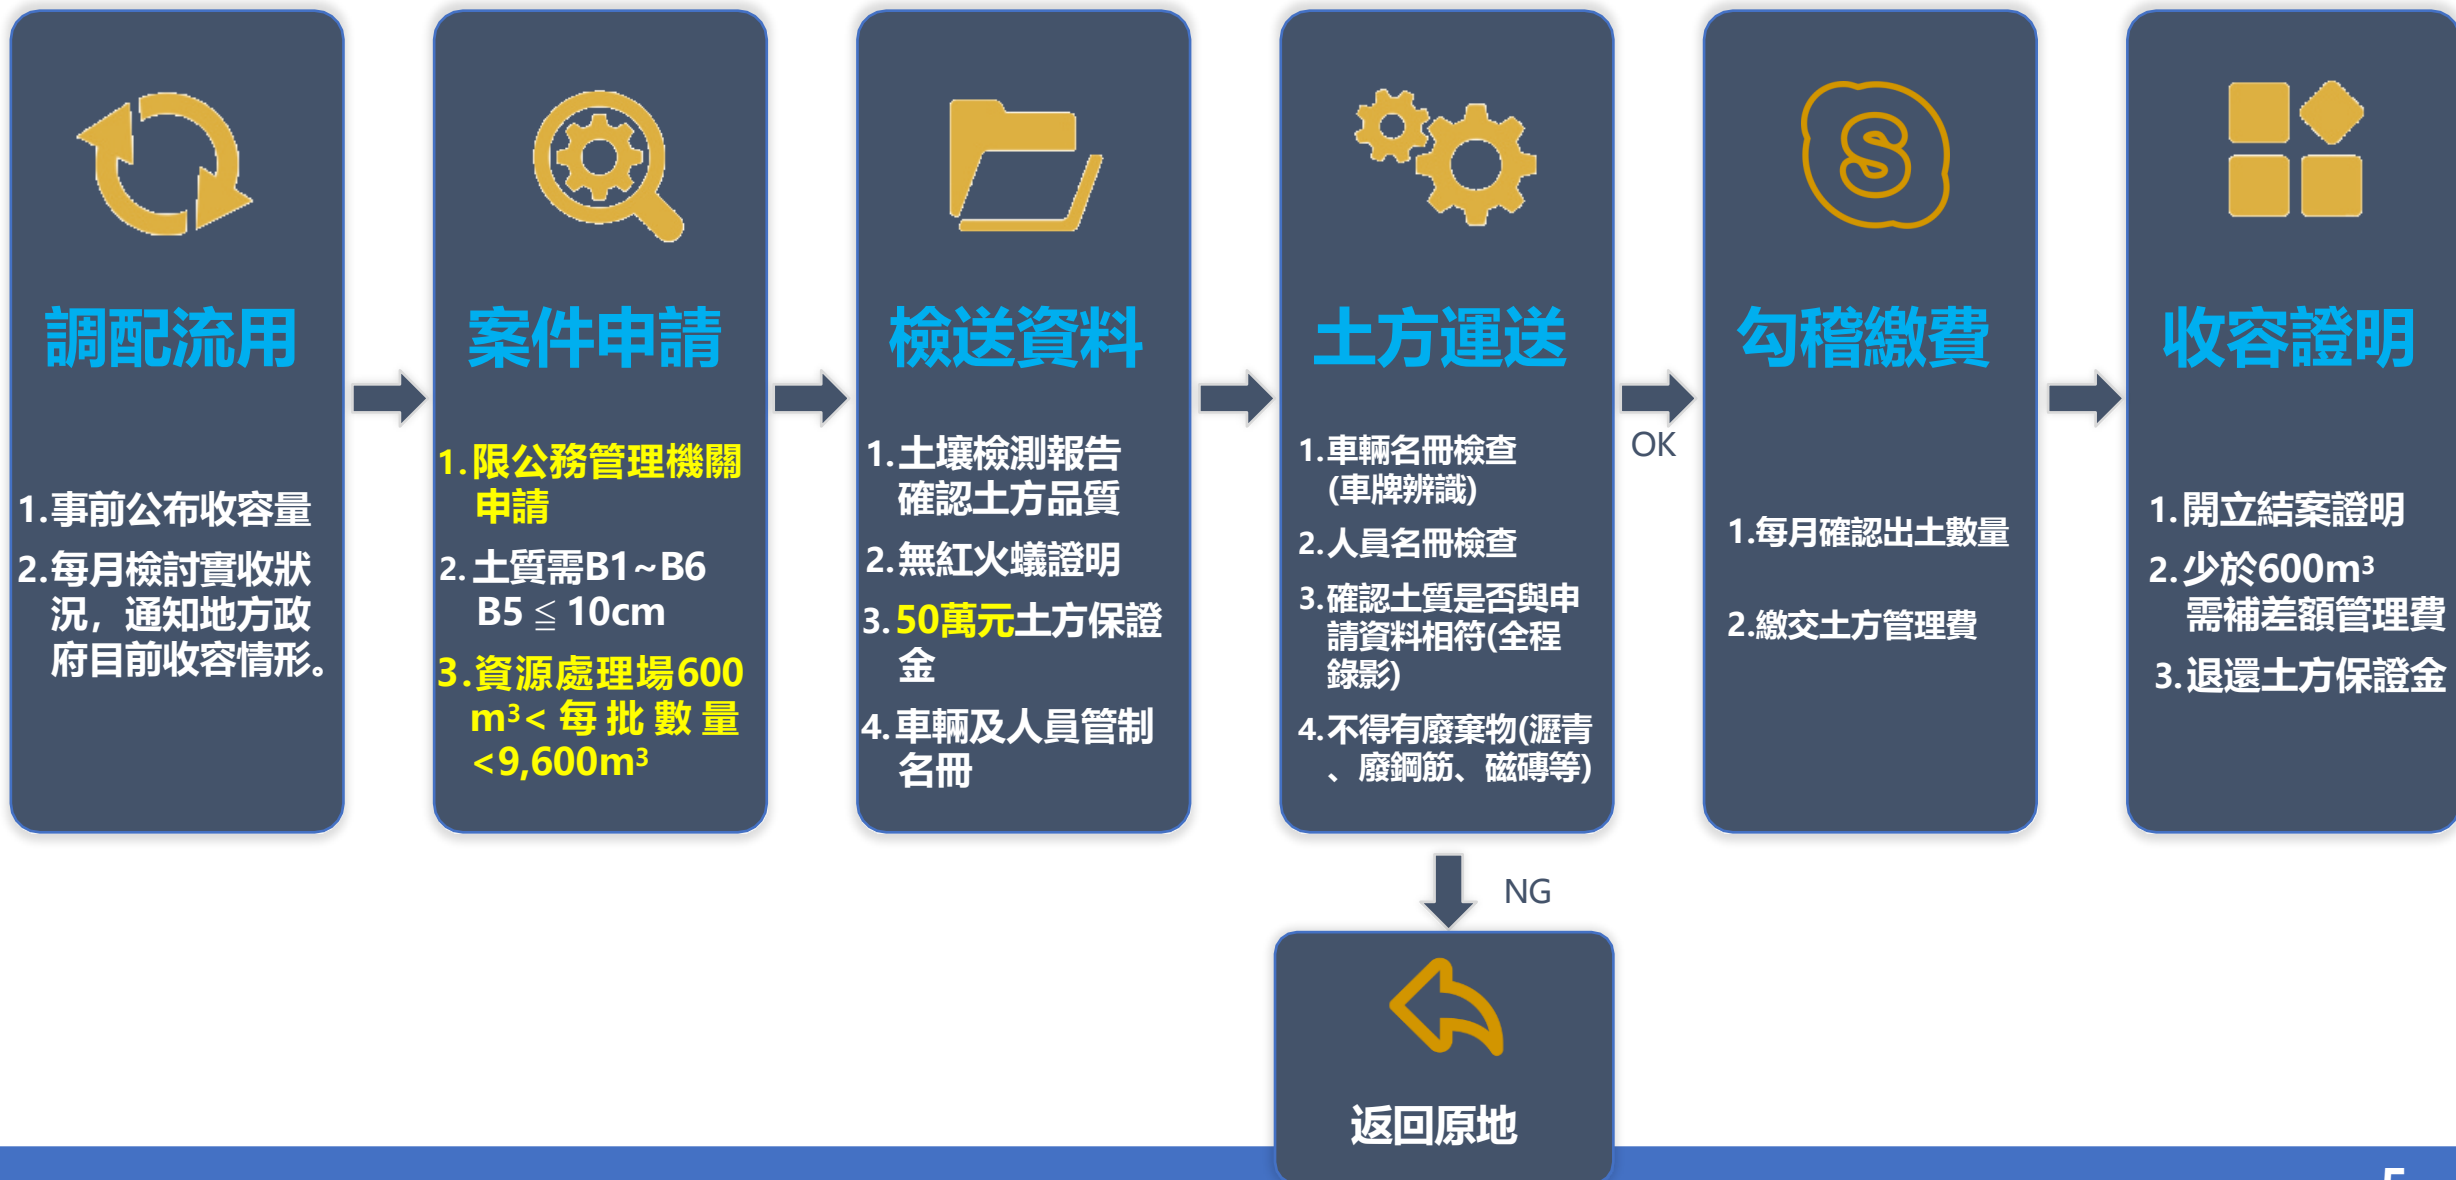 調配流用
1.事前公布收容量
2.每月檢討實收狀
況，通知地方政
府目前收容情形。
案件申請
1.限公務管理機關
申請
2.土質需B1~B6
B5≦10cm
3.資源處理場600
m³<每批數量
<9,600m³
檢送資料
1.土壤檢測報告
確認土方品質
2.無紅火蟻證明
3.50萬元土方保證
金
4.車輛及人員管制
名冊
土方運送
1.車輛名冊檢查
(車牌辨識)
2.人員名冊檢查
3.確認土質是否與申
請資料相符(全程
錄影)
4.不得有廢棄物(瀝青
、廢鋼筋、磁磚等)
OK
NG
返回原地
勾稽繳費
1.每月確認出土數量
2.繳交土方管理費
收容證明
1.開立結案證明
2.少於600m³
需補差額管理費
3.退還土方保證金